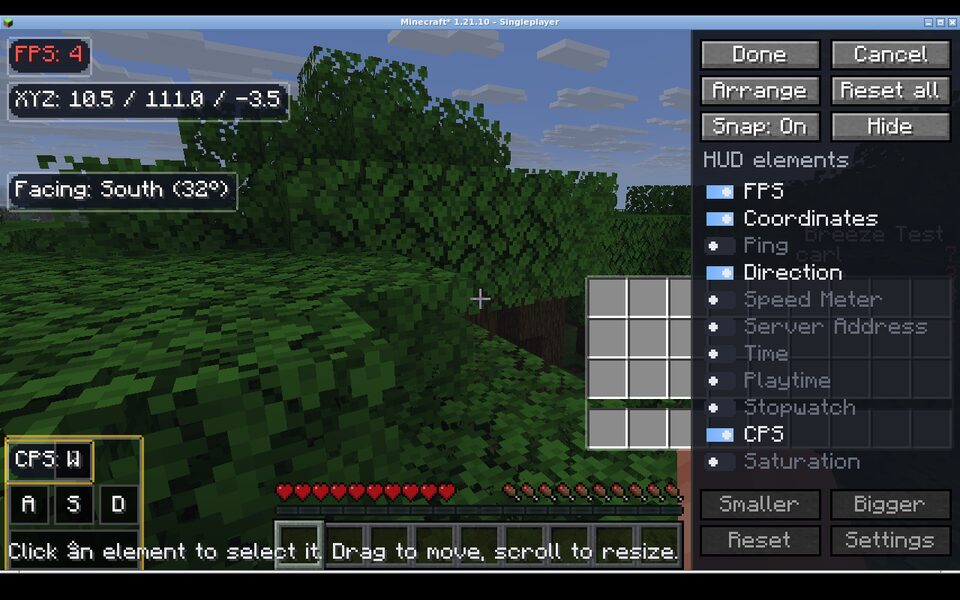 Minecraft* 1.21.10 - Singleplayer
FPS: 4
XYZ: 10.5 / 111.0 / -3.5
Facing: South (32°)
CPS W
A S D
Click an element to select it. Drag to move, scroll to resize.
Done Cancel
Arrange Reset all
Snap: On Hide
HUD elements
FPS
Coordinates
Ping
Breeze Test
carl
Direction
Speed Meter
Server Address
Time
Playtime
Stopwatch
CPS
Saturation
Smaller Bigger
Reset Settings